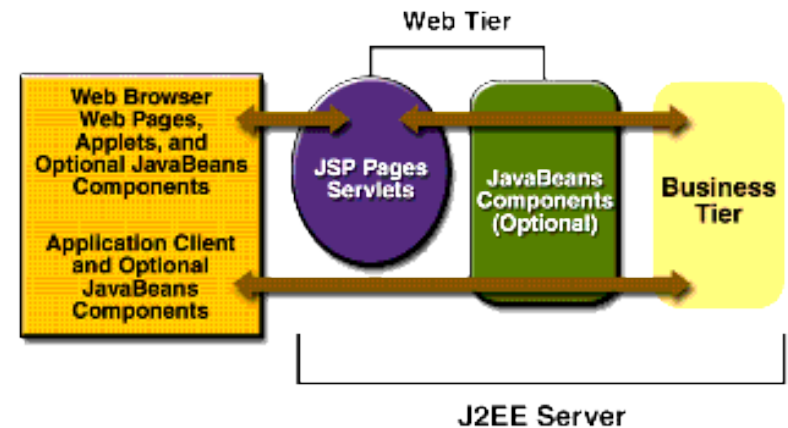 Web Tier
Web Browser
Web Pages,
Applets, and
Optional JavaBeans
Components
Application Client
and Optional
JavaBeans
Components
JSP Pages
Servlets
JavaBeans
Components
(Optional)
Business
Tier
J2EE Server